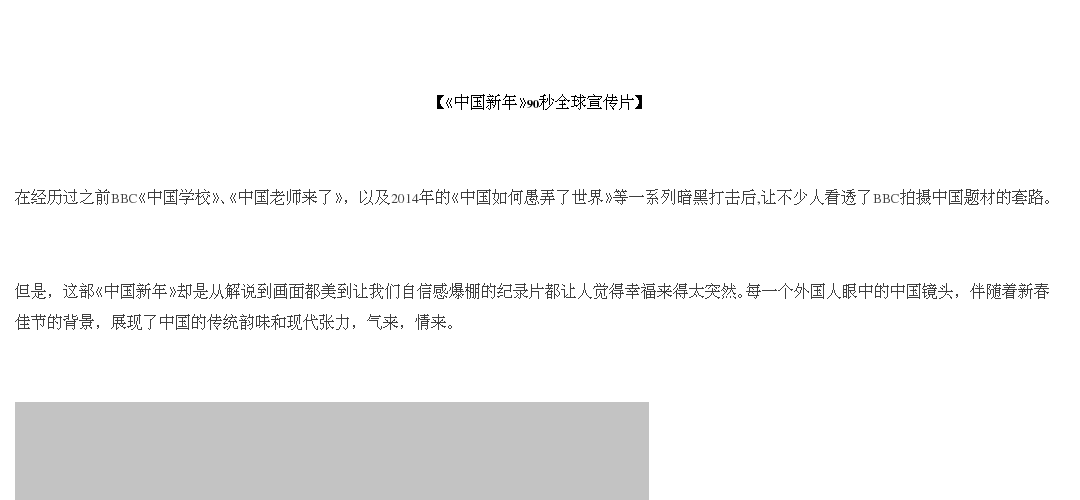 【《中国新年》90秒全球宣传片】
在经历过之前BBC《中国学校》、《中国老师来了》，以及2014年的《中国如何愚弄了世界》等一系列暗黑打击后,让不少人看透了BBC拍摄中国题材的套路。
但是，这部《中国新年》却是从解说到画面都美到让我们自信感爆棚的纪录片都让人觉得幸福来得太突然。每一个外国人眼中的中国镜头，伴随着新春
佳节的背景，展现了中国的传统韵味和现代张力，气来，情来。